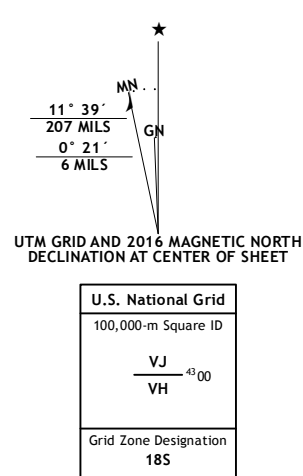 ★
MN
11° 39´
207 MILS
GN
0° 21´
6 MILS
UTM GRID AND 2016 MAGNETIC NORTH
DECLINATION AT CENTER OF SHEET
U.S. National Grid
100,000-m Square ID
VJ
4300
VH
Grid Zone Designation
18S